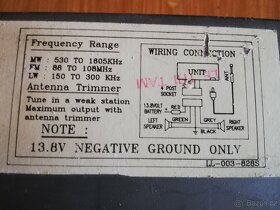 Frequency Range
MW : 530 TO 1605KHz
FM : 88 TO 108MHz
LW : 150 TO 300 KHz
Antenna Trimmer
Tune in a weak station
Maximum output with
antenna trimmer
NOTE :
13.8V NEGATIVE GROUND ONLY
WIRING CONNECTION
UNIT
ANT
4 POST
SOCKET
13.8VOLT
BATTERY
RED
LEFT
SPEAKER
GREEN
GREY
BLACK
RIGHT
SPEAKER
LL-003-828S